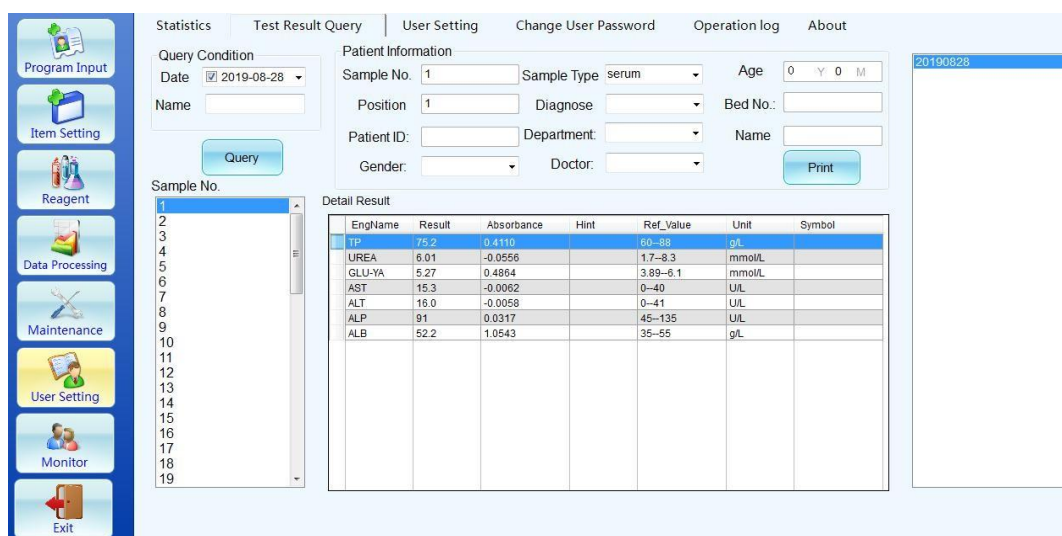 Statistics Test Result Query User Setting Change User Password Operation log About
Program Input
Item Setting
Reagent
Data Processing
Maintenance
User Setting
Monitor
Exit
Query Condition
Date 2019-08-28
Name
Query
Patient Information
Sample No. 1 Sample Type serum Age 0 Y 0 M
Position 1 Diagnose Bed No.:
Patient ID: Department: Name
Gender: Doctor: Print
Sample No.
1
2
3
4
5
6
7
8
9
10
11
12
13
14
15
16
17
18
19
Detail Result
EngName Result Absorbance Hint Ref_Value Unit Symbol
TP 75.2 0.4110 60--88 g/L
UREA 6.01 -0.0556 1.7--8.3 mmol/L
GLU-YA 5.27 0.4864 3.89--6.1 mmol/L
AST 15.3 -0.0062 0--40 U/L
ALT 16.0 -0.0058 0--41 U/L
ALP 91 0.0317 45--135 U/L
ALB 52.2 1.0543 35--55 g/L
20190828